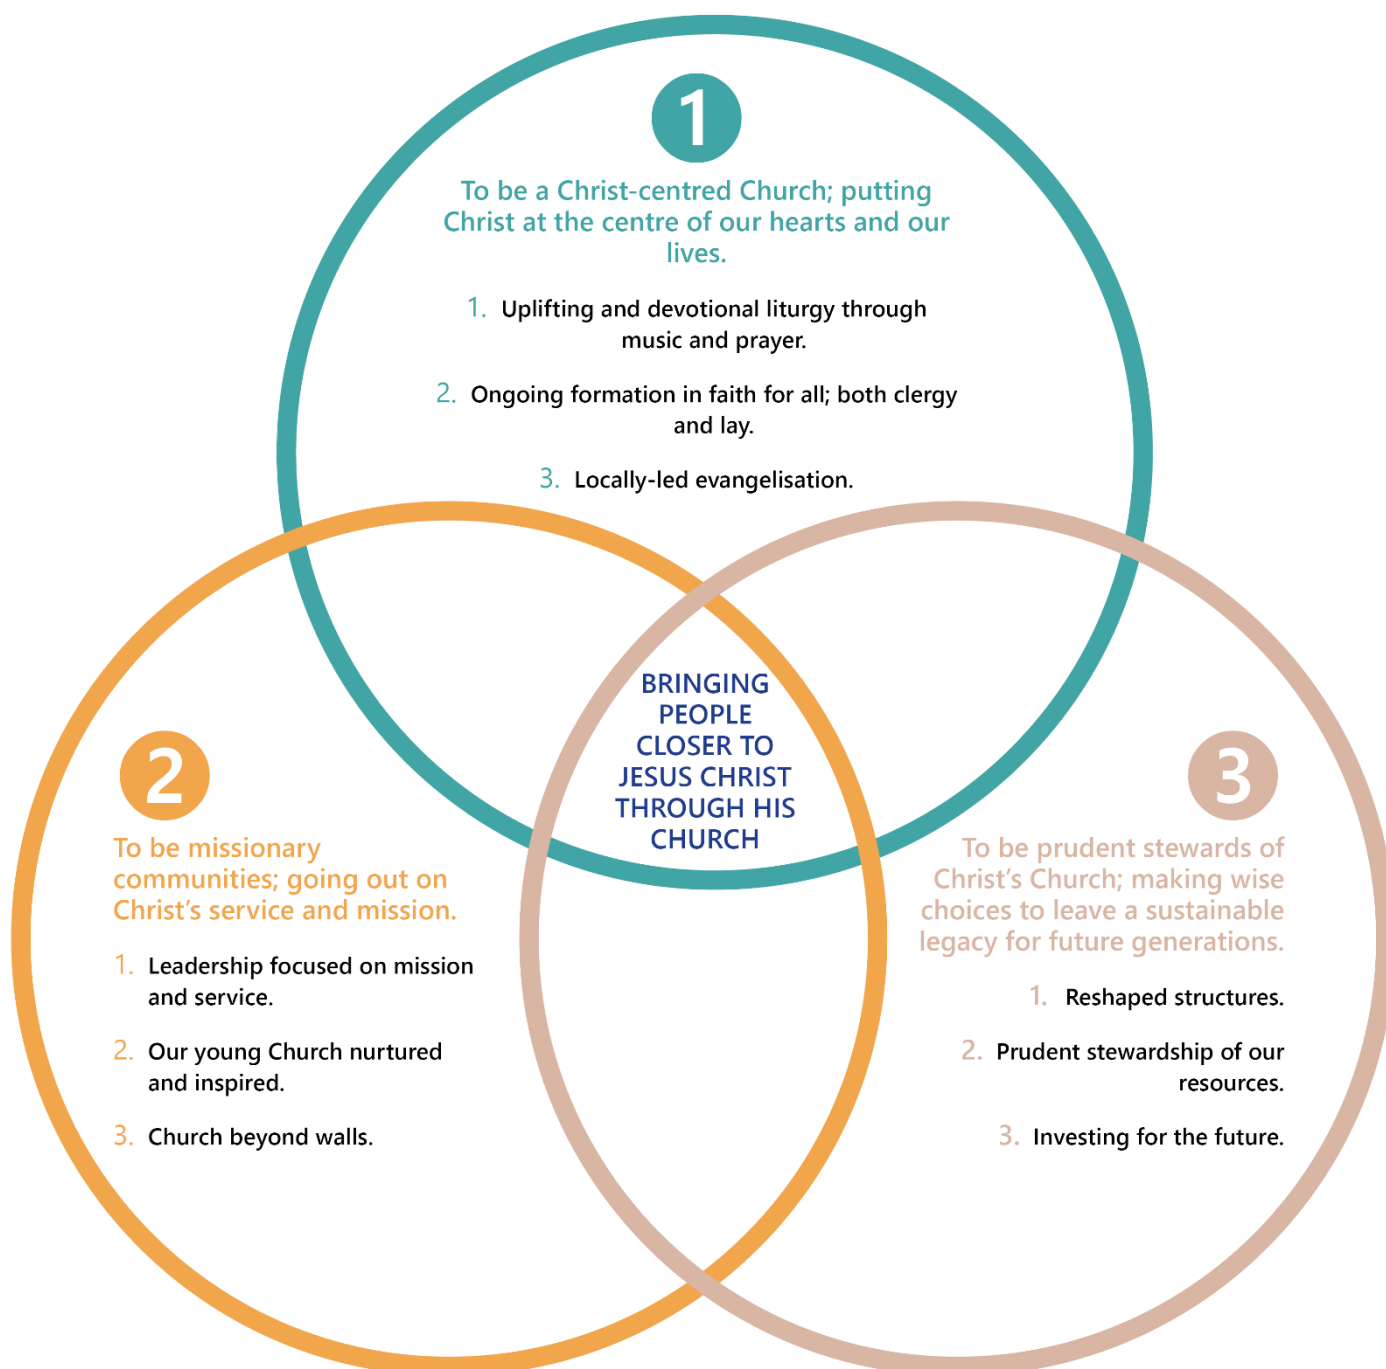 1
To be a Christ-centred Church; putting
Christ at the centre of our hearts and our
lives.
1. Uplifting and devotional liturgy through
music and prayer.
2. Ongoing formation in faith for all; both clergy
and lay.
3. Locally-led evangelisation.
BRINGING
PEOPLE
CLOSER TO
JESUS CHRIST
THROUGH HIS
CHURCH
2
To be missionary
communities; going out on
Christ’s service and mission.
1. Leadership focused on mission
and service.
2. Our young Church nurtured
and inspired.
3. Church beyond walls.
3
To be prudent stewards of
Christ’s Church; making wise
choices to leave a sustainable
legacy for future generations.
1. Reshaped structures.
2. Prudent stewardship of our
resources.
3. Investing for the future.